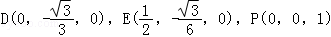 D(0, -√3/3, 0), E(1/2, -√3/6, 0), P(0, 0, 1)